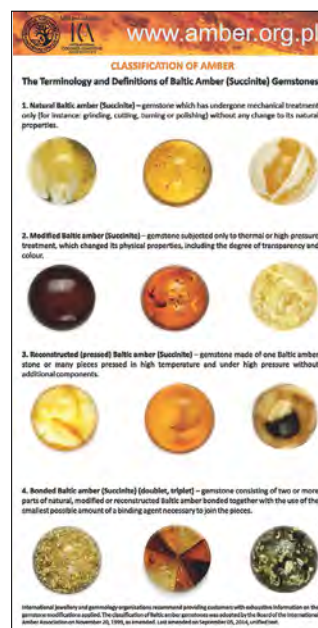 www.amber.org.pl
CLASSIFICATION OF AMBER
The Terminology and Definitions of Baltic Amber (Succinite) Gemstones
1. Natural Baltic amber (Succinite) – gemstone which has undergone mechanical treatment
only (for instance: grinding, cutting, turning or polishing) without any change to its natural
properties.
2. Modified Baltic amber (Succinite) – gemstone subjected only to thermal or high-pressure
treatment, which changed its physical properties, including the degree of transparency and
colour.
3. Reconstructed (pressed) Baltic amber (Succinite) – gemstone made of one Baltic amber
stone or many pieces pressed in high temperature and under high pressure without
additional components.
4. Bonded Baltic amber (Succinite) (doublet, triplet) – gemstone consisting of two or more
parts of natural, modified or reconstructed Baltic amber bonded together with the use of the
smallest possible amount of a binding agent necessary to join the pieces.
International jewellery and gemmology organisations recommend providing customers with exhaustive information on the
gemstone modifications applied. The classification of Baltic amber gemstones was adopted by the Board of the International
Amber Association on November 20, 1999, as amended. Last amended on September 05, 2014, unified text.